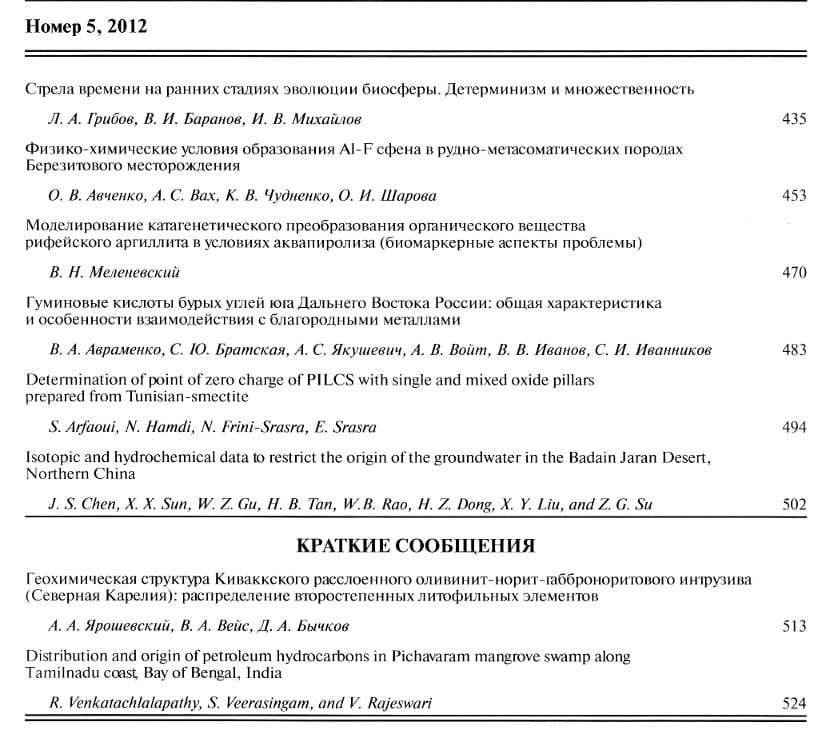 Номер 5, 2012
Стрела времени на ранних стадиях эволюции биосферы. Детерминизм и множественность
Л. А. Грибов, В. И. Баранов, И. В. Михайлов 435
Физико-химические условия образования Al-F сфена в рудно-метасоматических породах
Березитового месторождения
О. В. Авченко, А. С. Вах, К. В. Чудненко, О. И. Шарова 453
Моделирование катагенетического преобразования органического вещества
рифейского аргиллита в условиях аквапиролиза (биомаркерные аспекты проблемы)
В. Н. Меленевский 470
Гуминовые кислоты бурых углей юга Дальнего Востока России: общая характеристика
и особенности взаимодействия с благородными металлами
В. А. Авраменко, С. Ю. Братская, А. С. Якушевич, А. В. Войт, В. В. Иванов, С. И. Иванников 483
Determination of point of zero charge of PILCS with single and mixed oxide pillars
prepared from Tunisian-smectite
S. Arfaoui, N. Hamdi, N. Frini-Srasra, E. Srasra 494
Isotopic and hydrochemical data to restrict the origin of the groundwater in the Badain Jaran Desert,
Northern China
J. S. Chen, X. X. Sun, W. Z. Gu, H. B. Tan, W.B. Rao, H. Z. Dong, X. Y. Liu, and Z. G. Su 502
КРАТКИЕ СООБЩЕНИЯ
Геохимическая структура Киваккского расслоенного оливинит-норит-габброноритового интрузива
(Северная Карелия): распределение второстепенных литофильных элементов
А. А. Ярошевский, В. А. Вейс, Д. А. Бычков 513
Distribution and origin of petroleum hydrocarbons in Pichavaram mangrove swamp along
Tamilnadu coast, Bay of Bengal, India
R. Venkatachlalapathy, S. Veerasingam, and V. Rajeswari 524